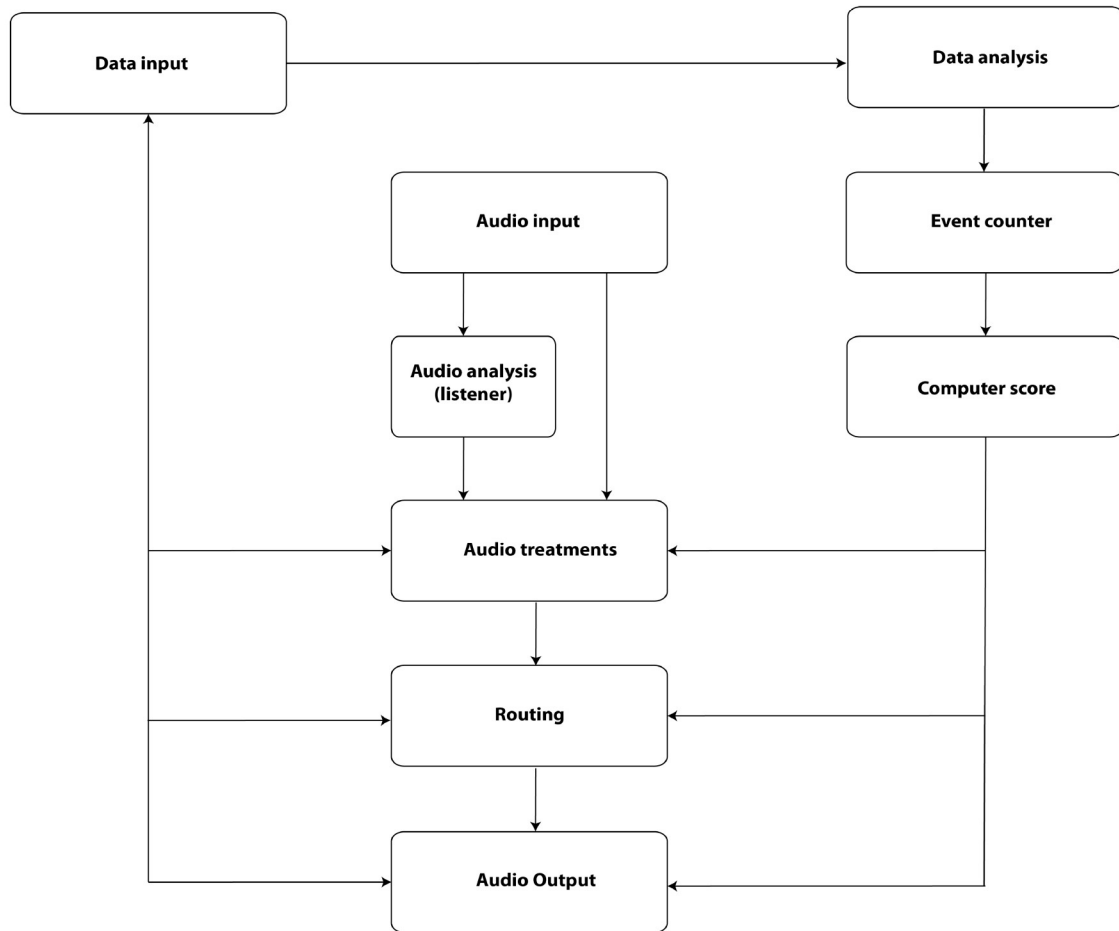 Data input
Data analysis
Audio input
Event counter
Audio analysis
(listener)
Computer score
Audio treatments
Routing
Audio Output